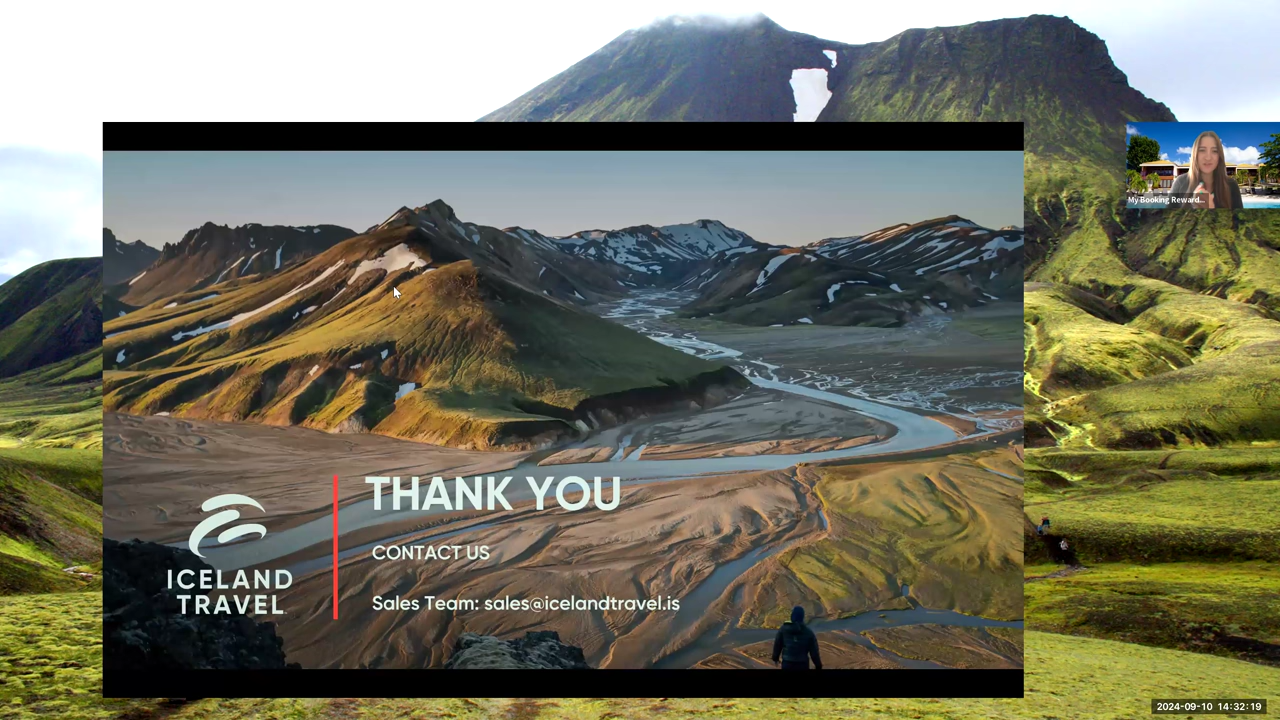 My Booking Reward...
THANK YOU
CONTACT US
ICELAND
TRAVEL
Sales Team: sales@icelandtravel.is
2024-09-10 14:32:19